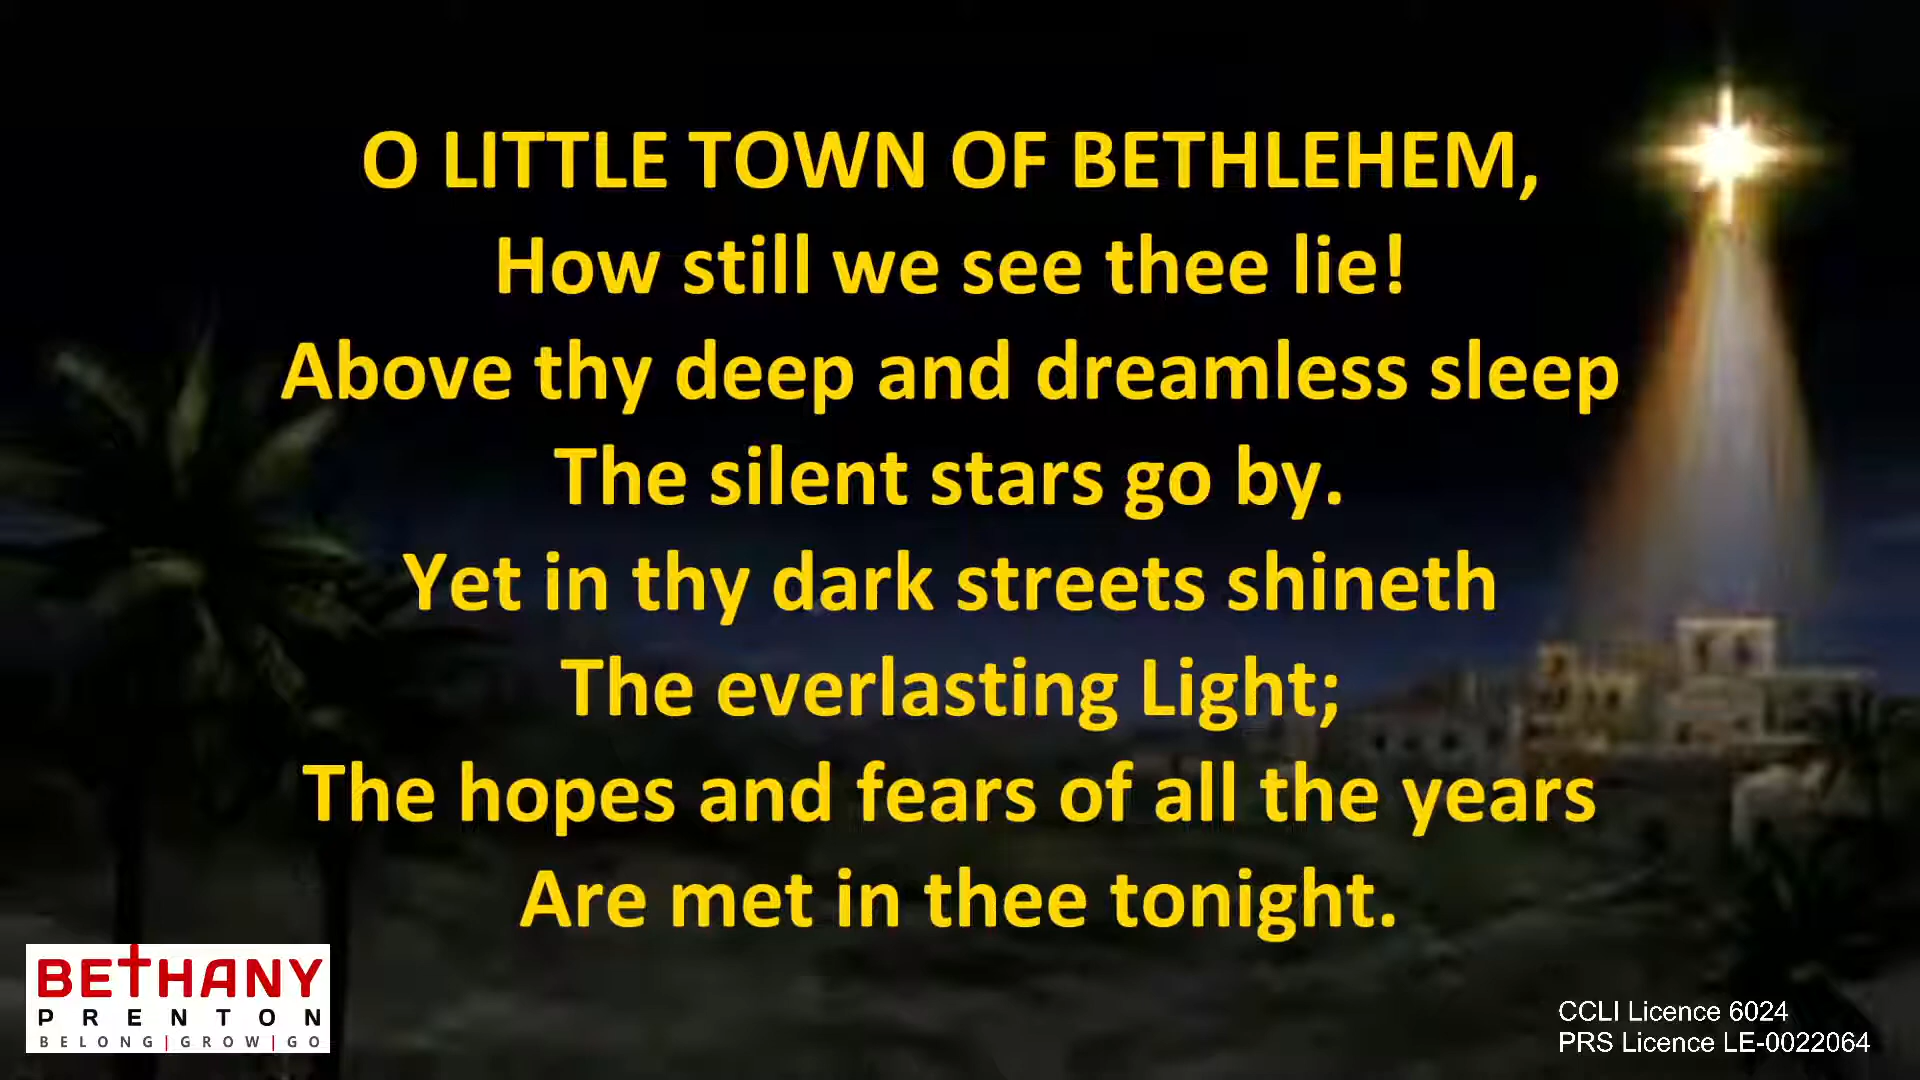 O LITTLE TOWN OF BETHLEHEM,
How still we see thee lie!
Above thy deep and dreamless sleep
The silent stars go by.
Yet in thy dark streets shineth
The everlasting Light;
The hopes and fears of all the years
Are met in thee tonight.
BETHANY
PRENTON
BELONG|GROW|GO
CCLI Licence 6024
PRS Licence LE-0022064